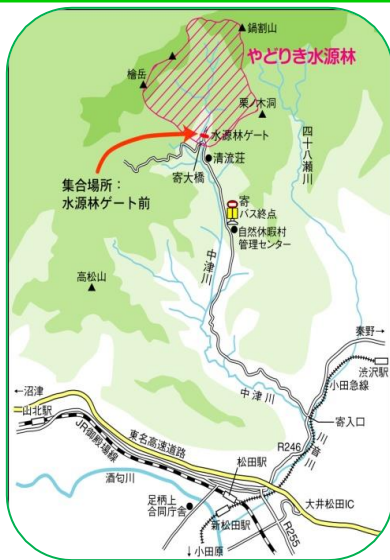 鍋割山
やどりき水源林
檜岳
栗ノ木洞
水源林ゲート
四十八瀬川
集合場所：
水源林ゲート前
清流荘
寄大橋
寄
バス終点
自然休暇村
管理センター
中津川
高松山
秦野→
渋沢駅
小田急線
←沼津
山北駅
中津川
寄入口
東名高速道路
JR御殿場線
R246
川音川
松田駅
酒匂川
足柄上
合同庁舎
新松田駅
大井松田IC
R255
↓小田原